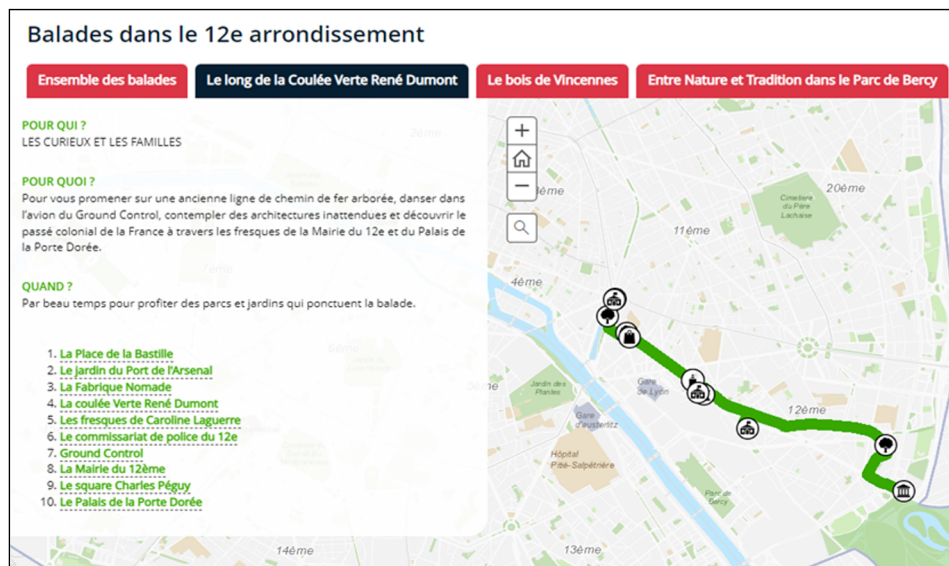 Balades dans le 12e arrondissement
Ensemble des balades
Le long de la Coulée Verte René Dumont
Le bois de Vincennes
Entre Nature et Tradition dans le Parc de Bercy
POUR QUI ?
LES CURIEUX ET LES FAMILLES
POUR QUOI ?
Pour vous promener sur une ancienne ligne de chemin de fer arborée, danser dans
l'avion du Ground Control, contempler des architectures inattendues et découvrir le
passé colonial de la France à travers les fresques de la Mairie du 12e et du Palais de
la Porte Dorée.
QUAND ?
Par beau temps pour profiter des parcs et jardins qui ponctuent la balade.
1. La Place de la Bastille
2. Le jardin du Port de l'Arsenal
3. La Fabrique Nomade
4. La coulée Verte René Dumont
5. Les fresques de Caroline Laguerre
6. Le commissariat de police du 12e
7. Ground Control
8. La Mairie du 12ème
9. Le square Charles Péguy
10. Le Palais de la Porte Dorée
+
−
20ème
Cimetière
du Père
Lachaise
11ème
4ème
Jardin des
Plantes
Gare
de Lyon
Gare
d'austerlitz
12ème
Hôpital
Pitié-Salpêtrière
Parc de
Bercy
14ème
13ème